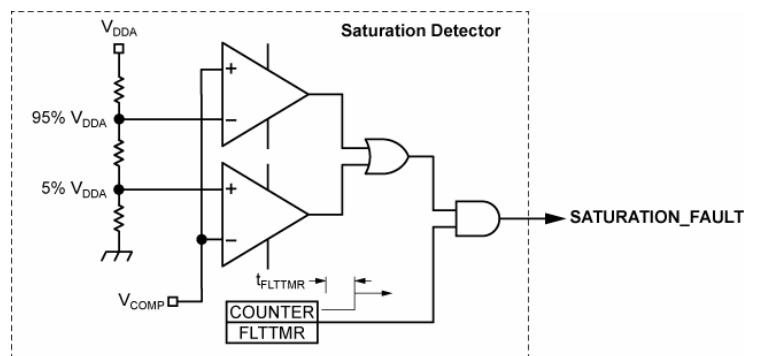 V_DDA
Saturation Detector
+
95% V_DDA
−
5% V_DDA
+
−
SATURATION_FAULT
t_FLTTMR
V_COMP
COUNTER
FLTTMR